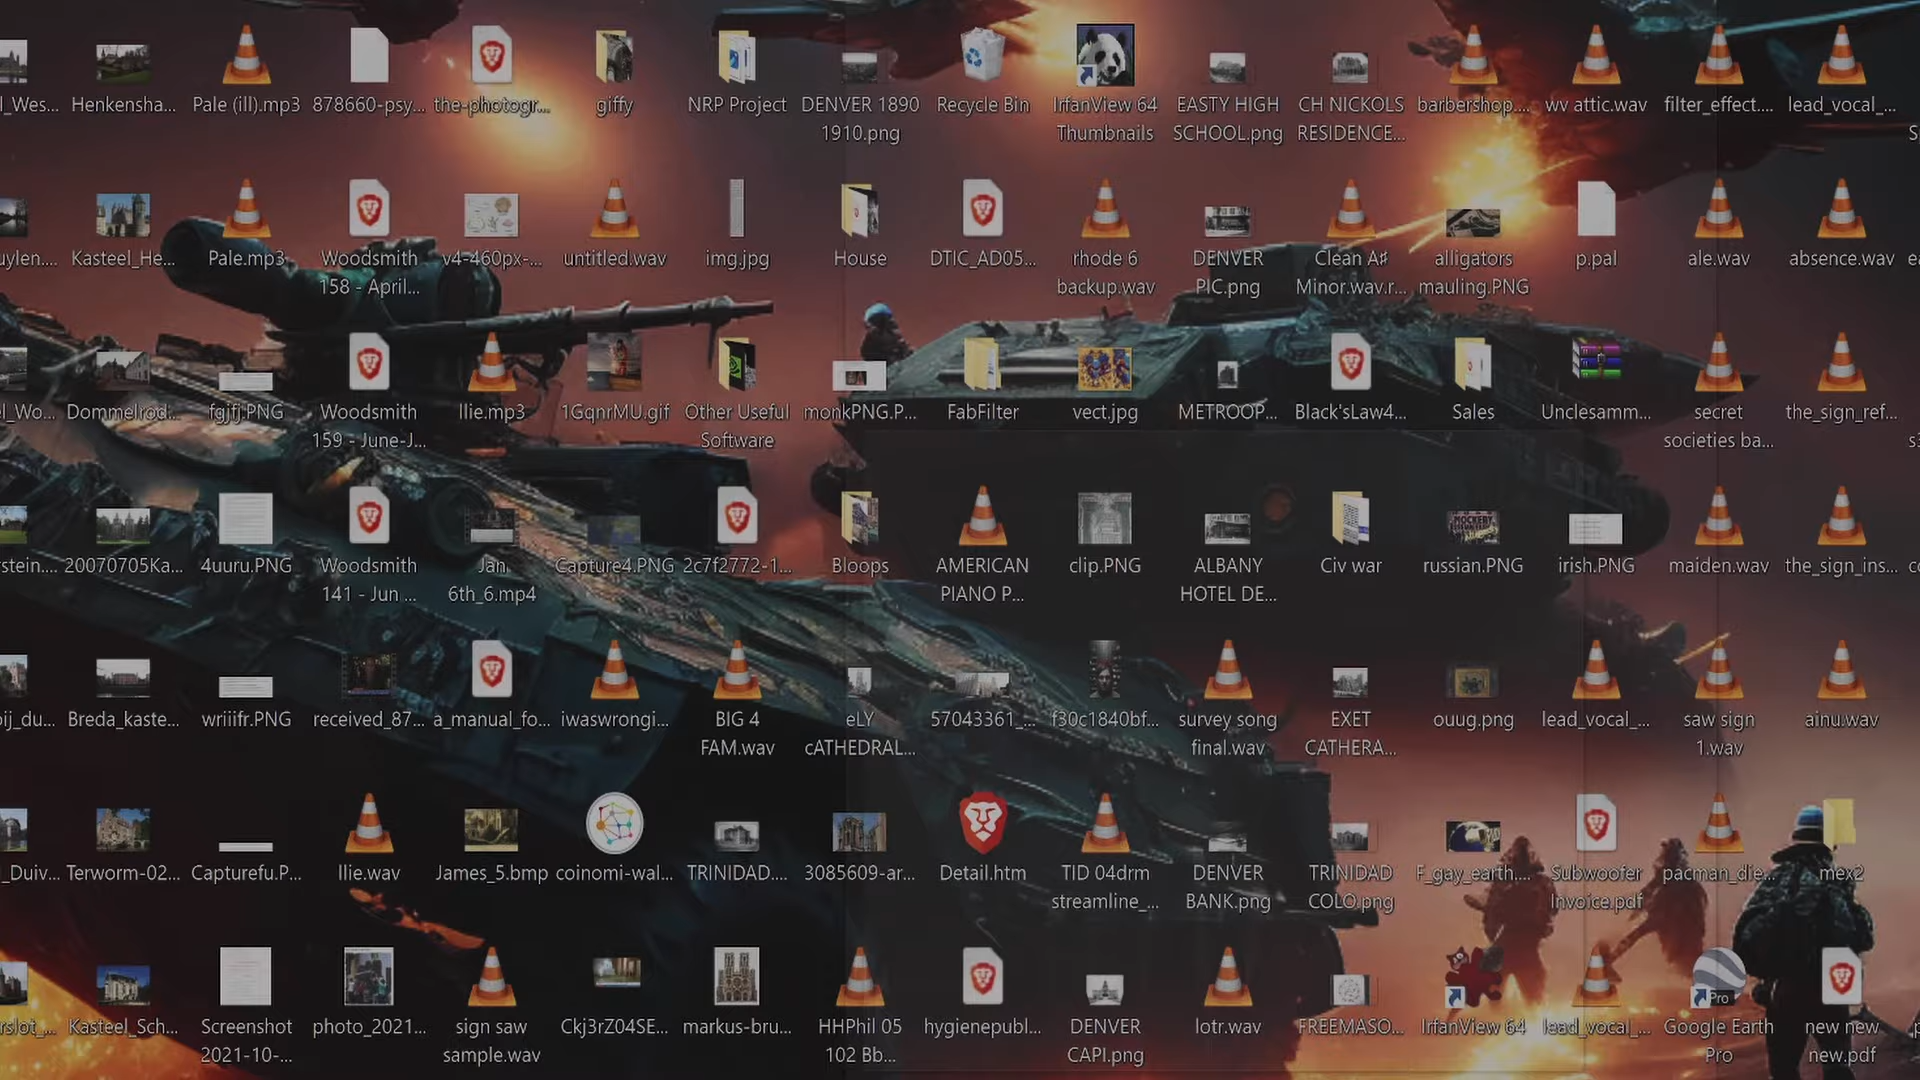 l_Wes... Henkensha... Pale (ill).mp3 878660-psy... the-photogr... giffy NRP Project DENVER 1890 Recycle Bin IrfanView 64 EASTY HIGH CH NICKOLS barbershop.... wv attic.wav filter_effect.... lead_vocal_...
1910.png Thumbnails SCHOOL.png RESIDENCE...
uylen.... Kasteel_He... Pale.mp3 Woodsmith v4-460px-... untitled.wav img.jpg House DTIC_AD05... rhode 6 DENVER Clean A♯ alligators p.pal ale.wav absence.wav
158 - April... backup.wav PIC.png Minor.wav.r... mauling.PNG
el_Wo... Dommelrod... fgjfj.PNG Woodsmith Ilie.mp3 1GqnrMU.gif Other Useful monkPNG.P... FabFilter vect.jpg METROOP... Black'sLaw4... Sales Unclesamm... secret the_sign_ref...
159 - June-J... Software societies ba...
rstein.... 20070705Ka... 4uuru.PNG Woodsmith Jan Capture4.PNG 2c7f2772-1... Bloops AMERICAN clip.PNG ALBANY Civ war russian.PNG irish.PNG maiden.wav the_sign_ins...
141 - Jun ... 6th_6.mp4 PIANO P... HOTEL DE...
ij_du... Breda_kaste... wriiifr.PNG received_87... a_manual_fo... iwaswrongi... BIG 4 eLY 57043361_... f30c1840bf... survey song EXET ouug.png lead_vocal_... saw sign ainu.wav
FAM.wav cATHEDRAL... final.wav CATHERA... 1.wav
_Duiv... Terworm-02... Capturefu.P... Ilie.wav James_5.bmp coinomi-wal... TRINIDAD.... 3085609-ar... Detail.htm TID 04drm DENVER TRINIDAD F_gay_earth.... Subwoofer pacman_die... mex2
streamline_... BANK.png COLO.png Invoice.pdf
rslot_... Kasteel_Sch... Screenshot photo_2021... sign saw Ckj3rZ04SE... markus-bru... HHPhil 05 hygienepubl... DENVER lotr.wav FREEMASO... IrfanView 64 lead_vocal_... Google Earth new new
2021-10-... sample.wav 102 Bb... CAPI.png Pro new.pdf